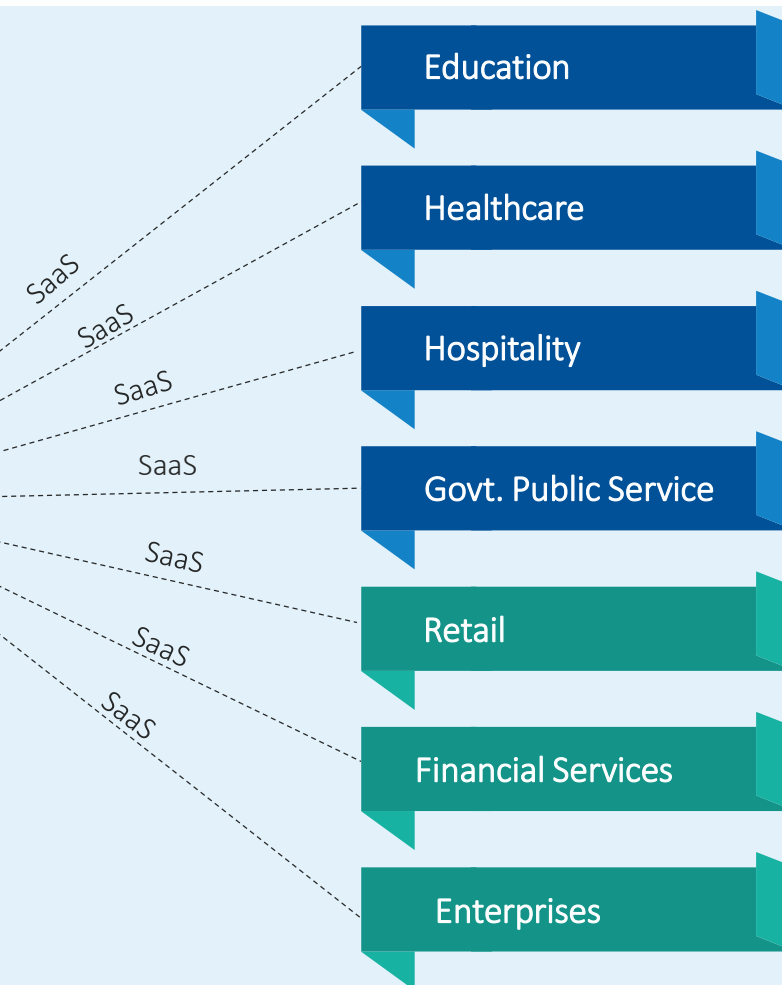 Education
SaaS
Healthcare
SaaS
Hospitality
SaaS
Govt. Public Service
SaaS
Retail
SaaS
Financial Services
SaaS
Enterprises
SaaS